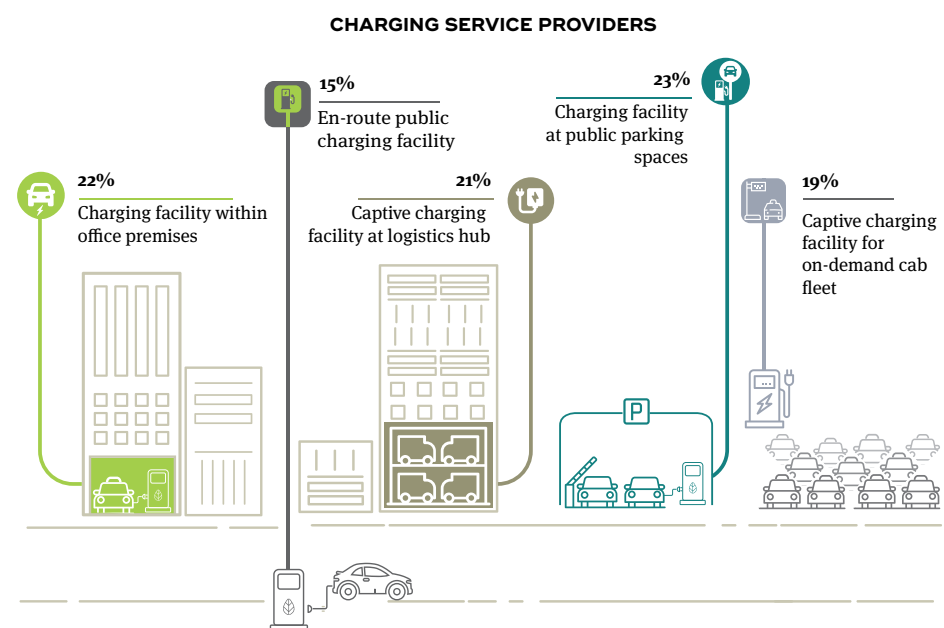 CHARGING SERVICE PROVIDERS
22%
Charging facility within
office premises
15%
En-route public
charging facility
21%
Captive charging
facility at logistics hub
23%
Charging facility
at public parking
spaces
19%
Captive charging
facility for
on-demand cab
fleet
P